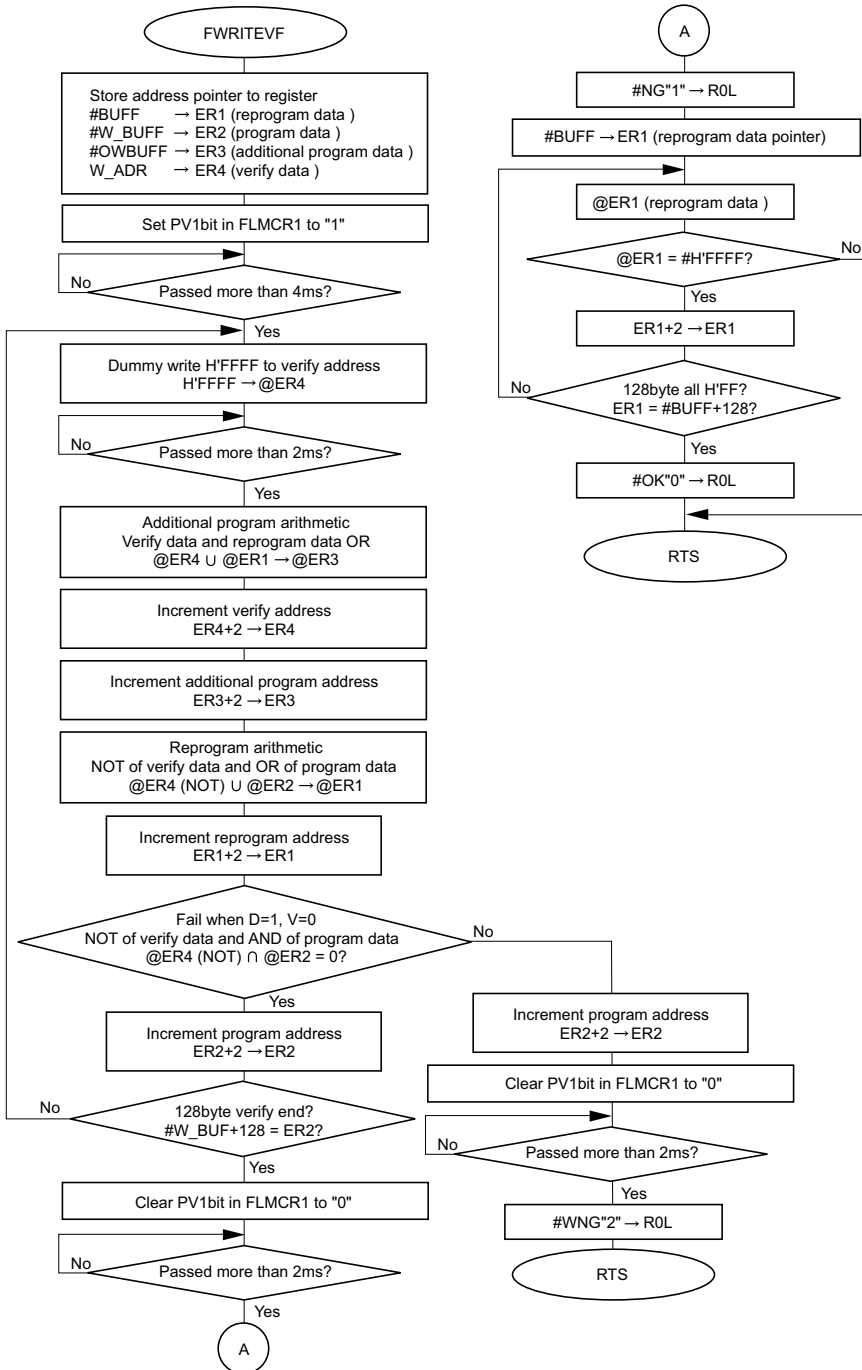 FWRITEVF
Store address pointer to register
#BUFF → ER1 (reprogram data )
#W_BUFF → ER2 (program data )
#OWBUFF → ER3 (additional program data )
W_ADR → ER4 (verify data )
Set PV1bit in FLMCR1 to "1"
No
Passed more than 4ms?
Yes
Dummy write H'FFFF to verify address
H'FFFF → @ER4
No
Passed more than 2ms?
Yes
Additional program arithmetic
Verify data and reprogram data OR
@ER4 ∪ @ER1 → @ER3
Increment verify address
ER4+2 → ER4
Increment additional program address
ER3+2 → ER3
Reprogram arithmetic
NOT of verify data and OR of program data
@ER4 (NOT) ∪ @ER2 → @ER1
Increment reprogram address
ER1+2 → ER1
Fail when D=1, V=0
NOT of verify data and AND of program data
@ER4 (NOT) ∩ @ER2 = 0?
No
Yes
Increment program address
ER2+2 → ER2
No
128byte verify end?
#W_BUF+128 = ER2?
Yes
Clear PV1bit in FLMCR1 to "0"
No
Passed more than 2ms?
Yes
A
Increment program address
ER2+2 → ER2
Clear PV1bit in FLMCR1 to "0"
No
Passed more than 2ms?
Yes
#WNG"2" → R0L
RTS
A
#NG"1" → R0L
#BUFF → ER1 (reprogram data pointer)
@ER1 (reprogram data )
@ER1 = #H'FFFF?
No
Yes
ER1+2 → ER1
No
128byte all H'FF?
ER1 = #BUFF+128?
Yes
#OK"0" → R0L
RTS